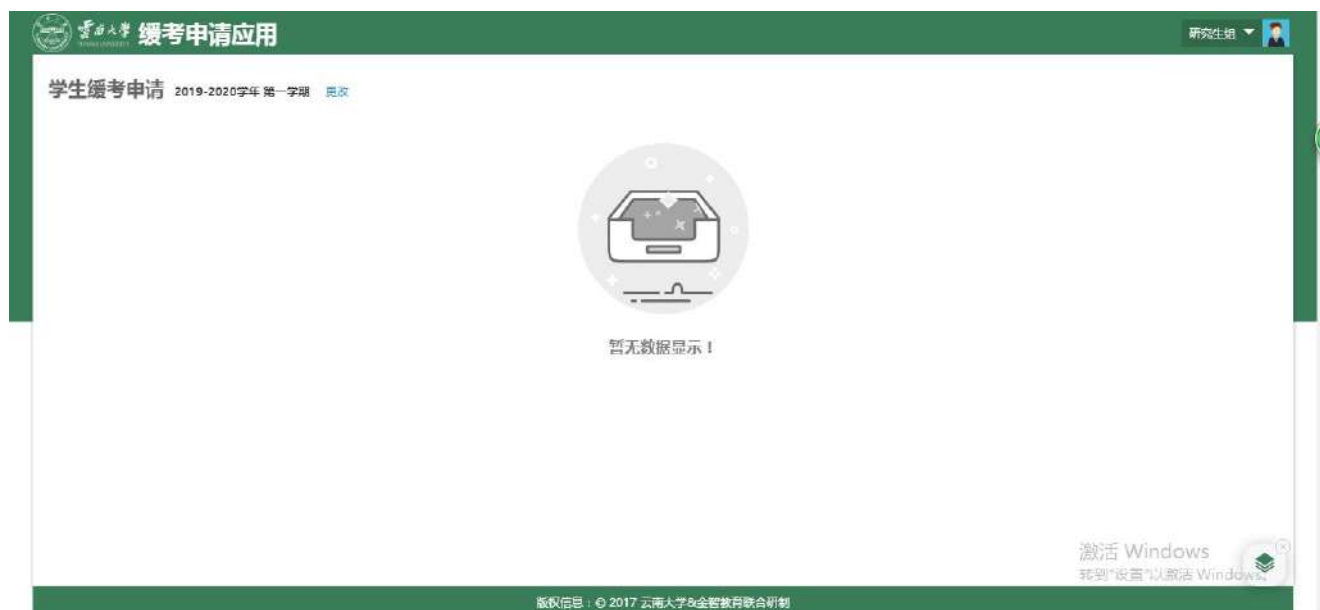 云南大学 缓考申请应用
研究生组
学生缓考申请 2019-2020学年 第一学期 更改
暂无数据显示！
激活 Windows
转到"设置"以激活 Windows。
版权信息：© 2017 云南大学&金智教育联合研制